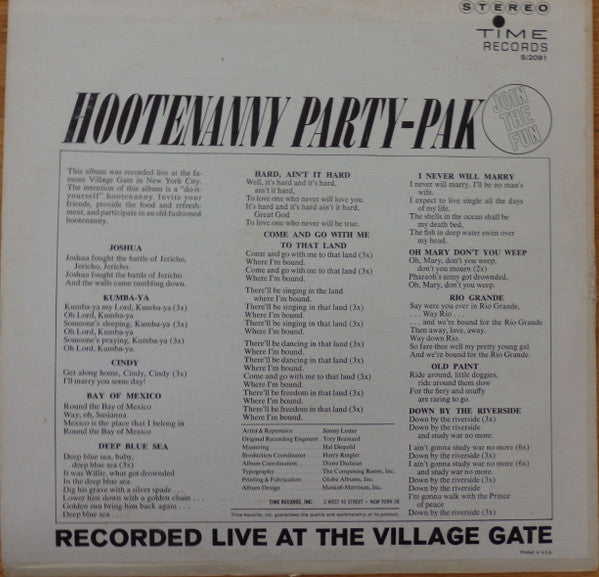 STEREO
TIME
RECORDS
S/2091
HOOTENANNY PARTY-PAK
JOIN
THE
FUN
This album was recorded live at the fa-
mous Village Gate in New York City.
The intention of this album is a "do-it-
yourself" hootenanny. Invite your
friends, provide the food and refresh-
ment, and participate in an old-fashioned
hootenanny.
JOSHUA
Joshua fought the battle of Jericho,
Jericho, Jericho.
Joshua fought the battle of Jericho
And the walls came tumbling down.
KUMBA-YA
Kumba-ya my Lord, Kumba-ya (3x)
Oh Lord, Kumba-ya
Someone's sleeping, Kumba-ya (3x)
Oh Lord, Kumba-ya
Someone's praying, Kumba-ya (3x)
Oh Lord, Kumba-ya.
CINDY
Get along home, Cindy, Cindy (3x)
I'll marry you some day!
BAY OF MEXICO
Round the Bay of Mexico
Way, oh, Susianna
Mexico is the place that I belong in
Round the Bay of Mexico
DEEP BLUE SEA
Deep blue sea, baby,
deep blue sea (3x)
It was Willie, what got drownded
In the deep blue sea.
Dig his grave with a silver spade . . .
Lower him down with a golden chain . . .
Golden sun bring him back again . . .
Deep blue sea . . . .
HARD, AIN'T IT HARD
Well, it's hard and it's hard,
ain't it hard,
To love one who never will love you.
It's hard and it's hard ain't it hard,
Great God
To love one who never will be true.
COME AND GO WITH ME
TO THAT LAND
Come and go with me to that land (3x)
Where I'm bound.
Come and go with me to that land (3x)
Where I'm bound.
There'll be singing in the land
where I'm bound.
There'll be singing in that land (3x)
Where I'm bound.
There'll be dancing in that land (3x)
Where I'm bound.
There'll be dancing in that land (3x)
Where I'm bound.
Come and go with me to that land (3x)
Where I'm bound.
There'll be freedom in that land (3x)
Where I'm bound.
There'll be freedom in that land (3x)
Where I'm bound.
Artist & Repertoire Sonny Lester
Original Recording Engineer Tery Brainard
Mastering Hal Diepold
Production Coordinator Harry Ringler
Album Coordination Diane Dadaian
Typography The Composing Room, Inc.
Printing & Fabrication Globe Albums, Inc.
Album Design Moskof-Morrison, Inc.
TIME RECORDS, INC. 2 WEST 45 STREET – NEW YORK 36
Time Records, Inc. guarantees the quality and workmanship of its product.
I NEVER WILL MARRY
I never will marry, I'll be no man's
wife.
I expect to live single all the days
of my life.
The shells in the ocean shall be
my death bed,
The fish in deep water swim over
my head.
OH MARY DON'T YOU WEEP
Oh, Mary, don't you weep,
don't you mourn (2x)
Pharaoh's army got drownded,
Oh, Mary, don't you weep.
RIO GRANDE
Say were you ever in Rio Grande,
. . . Way Rio . . .
. . . and we're bound for the Rio Grande
Then away, love, away.
Way down Rio.
So fare thee well my pretty young gal
And we're bound for the Rio Grande.
OLD PAINT
Ride around, little doggies,
ride around them slow
For the fiery and snuffy
are raring to go.
DOWN BY THE RIVERSIDE
Down by the riverside (3x)
Down by the riverside
and study war no more.
I ain't gonna study war no more (6x)
Down by the riverside (3x)
I ain't gonna study war no more (6x)
Down by the riverside
and study war no more
Down by the riverside (3x)
I'm gonna walk with the Prince
of peace
Down by the riverside (3x)
RECORDED LIVE AT THE VILLAGE GATE
Printed in U.S.A.